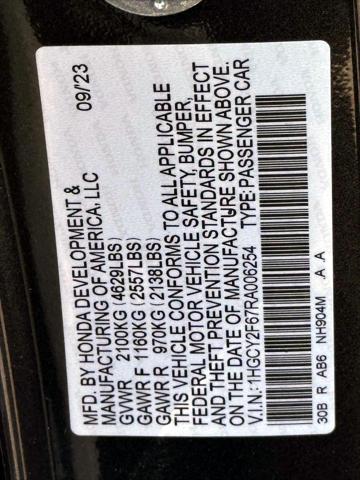 MFD. BY HONDA DEVELOPMENT & 09/'23
MANUFACTURING OF AMERICA, LLC
GVWR 2100KG (4629LBS)
GAWR F 1160KG (2557LBS)
GAWR R 970KG (2138LBS)
THIS VEHICLE CONFORMS TO ALL APPLICABLE
FEDERAL MOTOR VEHICLE SAFETY, BUMPER,
AND THEFT PREVENTION STANDARDS IN EFFECT
ON THE DATE OF MANUFACTURE SHOWN ABOVE.
V.I.N.: 1HGCY2F67RA006254 TYPE: PASSENGER CAR
30B R AB6 NH904M .A .A